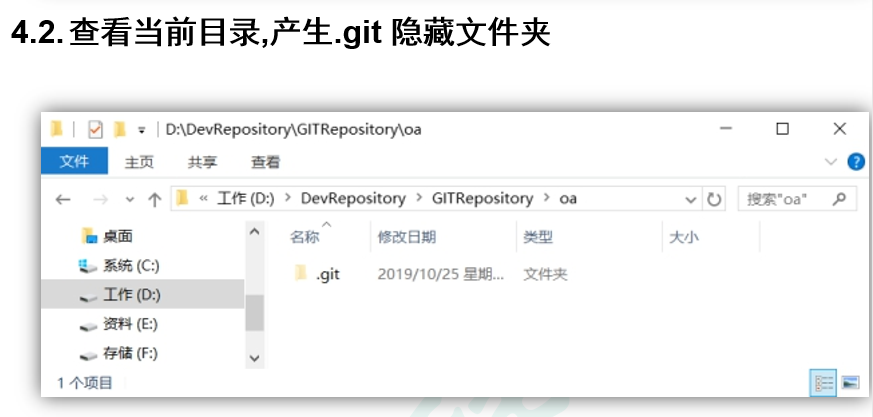 4.2.查看当前目录,产生.git 隐藏文件夹
D:\DevRepository\GITRepository\oa
文件 主页 共享 查看
« 工作 (D:) > DevRepository > GITRepository > oa 搜索"oa"
桌面
系统 (C:)
工作 (D:)
资料 (E:)
存储 (F:)
名称 修改日期 类型 大小
.git 2019/10/25 星期... 文件夹
1 个项目